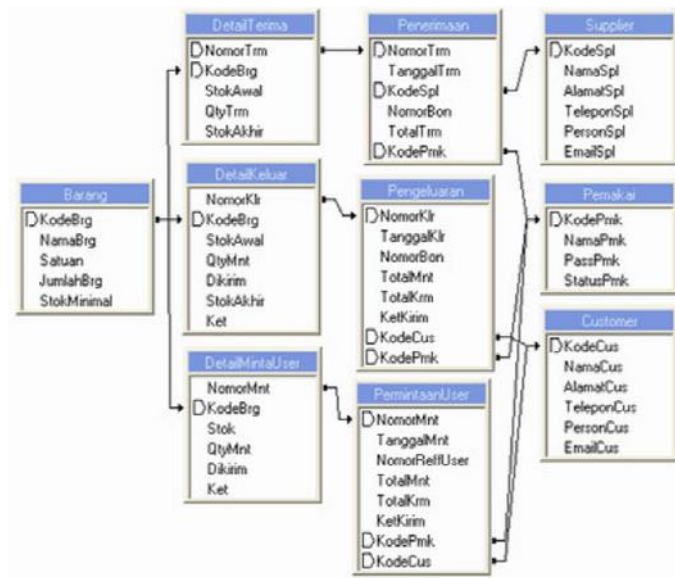 DetailTerima
NomorTrm
KodeBrg
StokAwal
QtyTrm
StokAkhir
Penerimaan
NomorTrm
TanggalTrm
KodeSpl
NomorBon
TotalTrm
KodePmk
Supplier
KodeSpl
NamaSpl
AlamatSpl
TeleponSpl
PersonSpl
EmailSpl
Barang
KodeBrg
NamaBrg
Satuan
JumlahBrg
StokMinimal
DetailKeluar
NomorKlr
KodeBrg
StokAwal
QtyMnt
Dikirim
StokAkhir
Ket
Pengeluaran
NomorKlr
TanggalKlr
NomorBon
TotalMnt
TotalKrm
KetKirim
KodeCus
KodePmk
Pemakai
KodePmk
NamaPmk
PassPmk
StatusPmk
Customer
KodeCus
NamaCus
AlamatCus
TeleponCus
PersonCus
EmailCus
DetailMintaUser
NomorMnt
KodeBrg
Stok
QtyMnt
Dikirim
Ket
PermintaanUser
NomorMnt
TanggalMnt
NomorReffUser
TotalMnt
TotalKrm
KetKirim
KodePmk
KodeCus